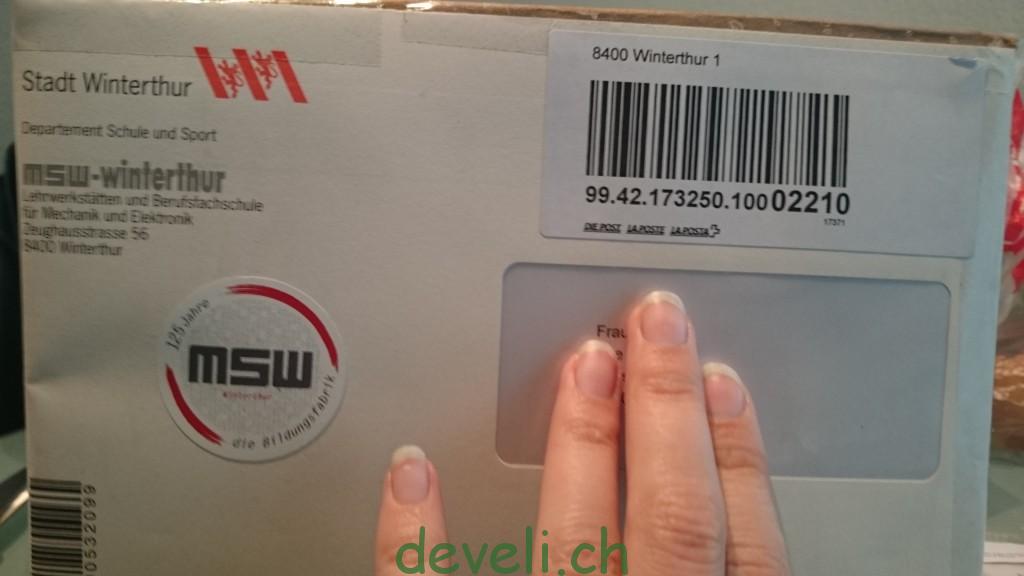 Stadt Winterthur
Departement Schule und Sport
msw-winterthur
Lehrwerkstätten und Berufsfachschule
für Mechanik und Elektronik
Zeughausstrasse 56
8400 Winterthur
8400 Winterthur 1
99.42.173250.10002210
17371
DIE POST LA POSTE LA POSTA
125 Jahre
msw
Winterthur
die Bildungsfabrik
Frau
e
0532099
develi.ch